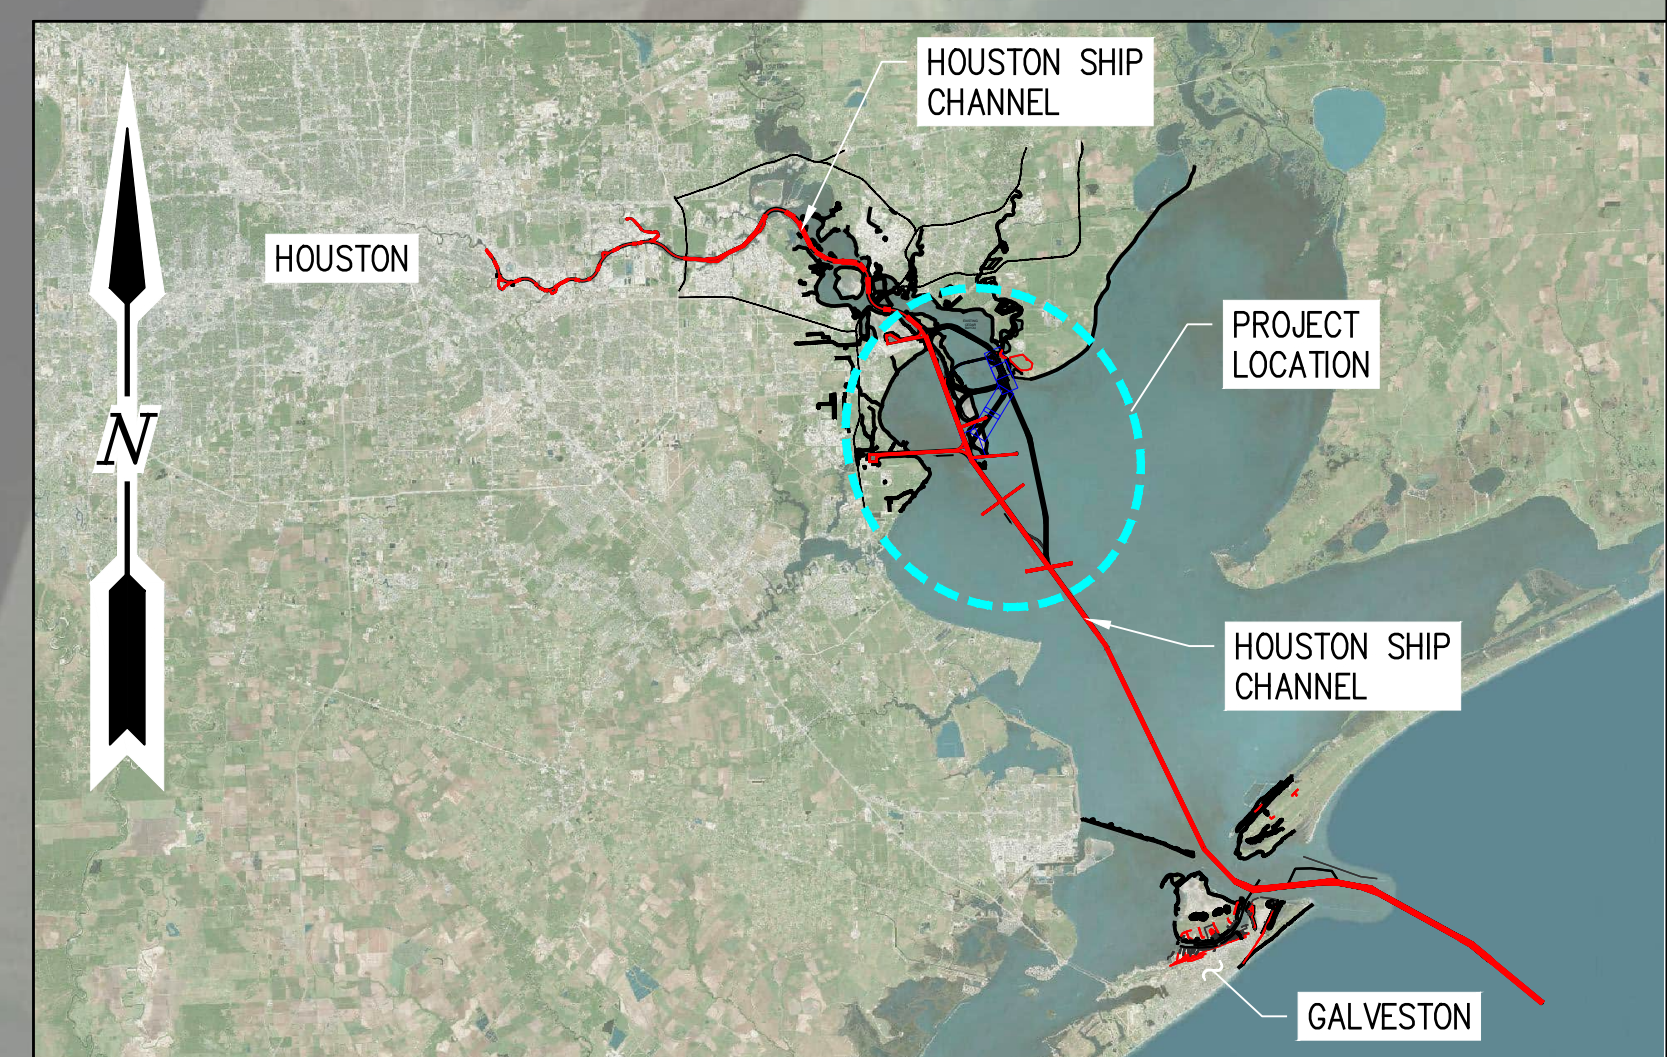 HOUSTON SHIP
CHANNEL
HOUSTON
PROJECT
LOCATION
N
HOUSTON SHIP
CHANNEL
GALVESTON